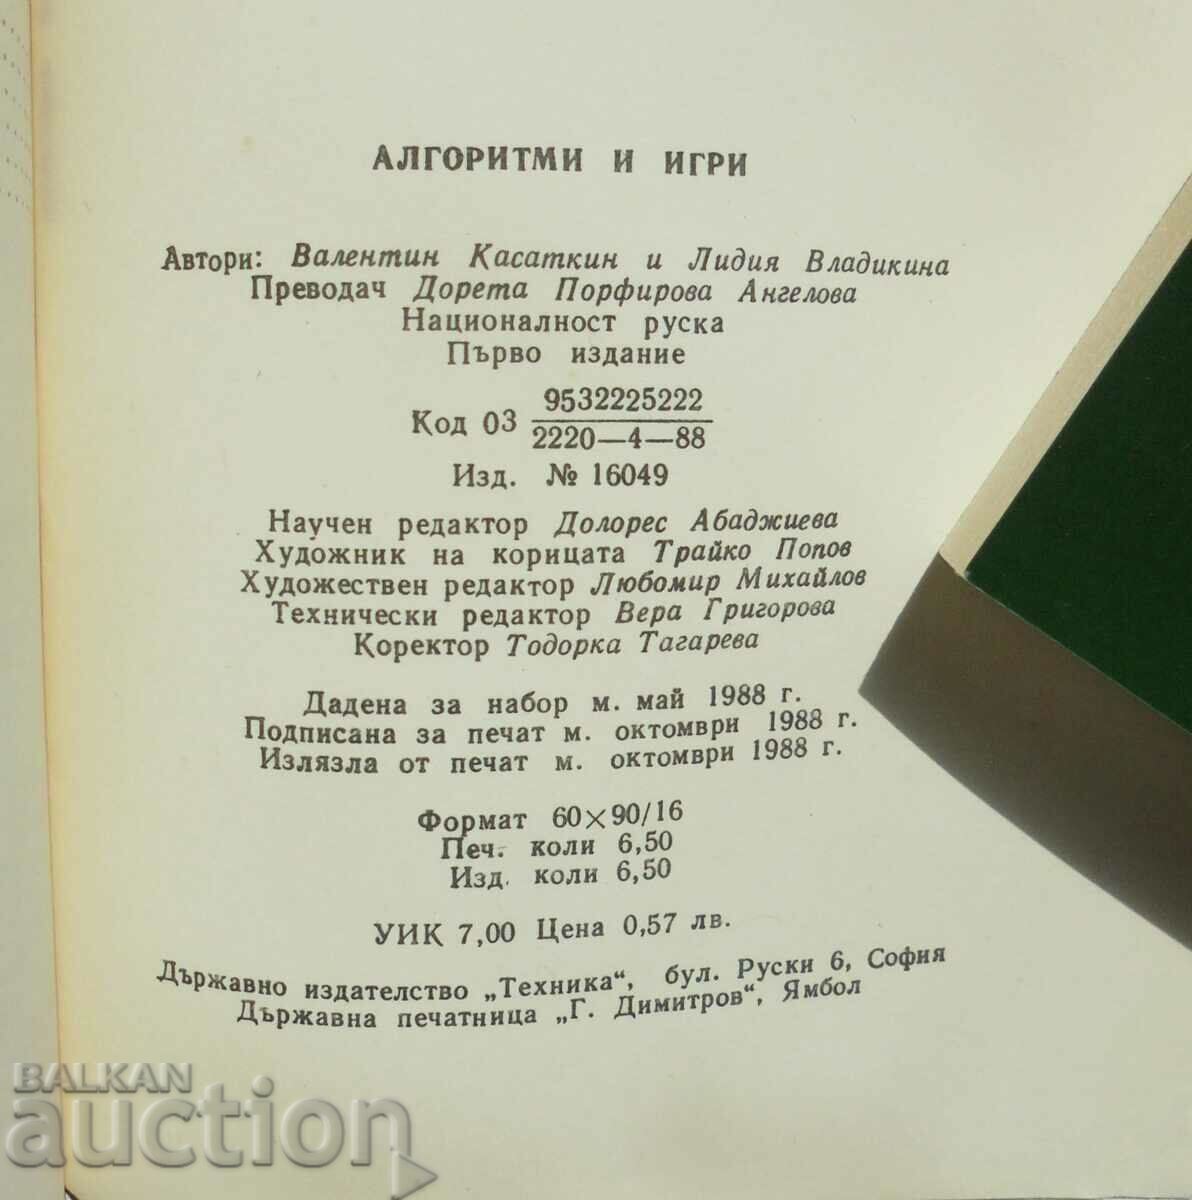 АЛГОРИТМИ И ИГРИ
Автори: Валентин Касаткин и Лидия Владикина
Преводач Дорета Порфирова Ангелова
Националност руска
Първо издание
Код 03 9532225222
2220—4—88
Изд. № 16049
Научен редактор Долорес Абаджиева
Художник на корицата Трайко Попов
Художествен редактор Любомир Михайлов
Технически редактор Вера Григорова
Коректор Тодорка Тагарева
Дадена за набор м. май 1988 г.
Подписана за печат м. октомври 1988 г.
Излязла от печат м. октомври 1988 г.
Формат 60×90/16
Печ. коли 6,50
Изд. коли 6,50
УИК 7,00 Цена 0,57 лв.
Държавно издателство „Техника“, бул. Руски 6, София
Държавна печатница „Г. Димитров“, Ямбол
BALKAN
auction